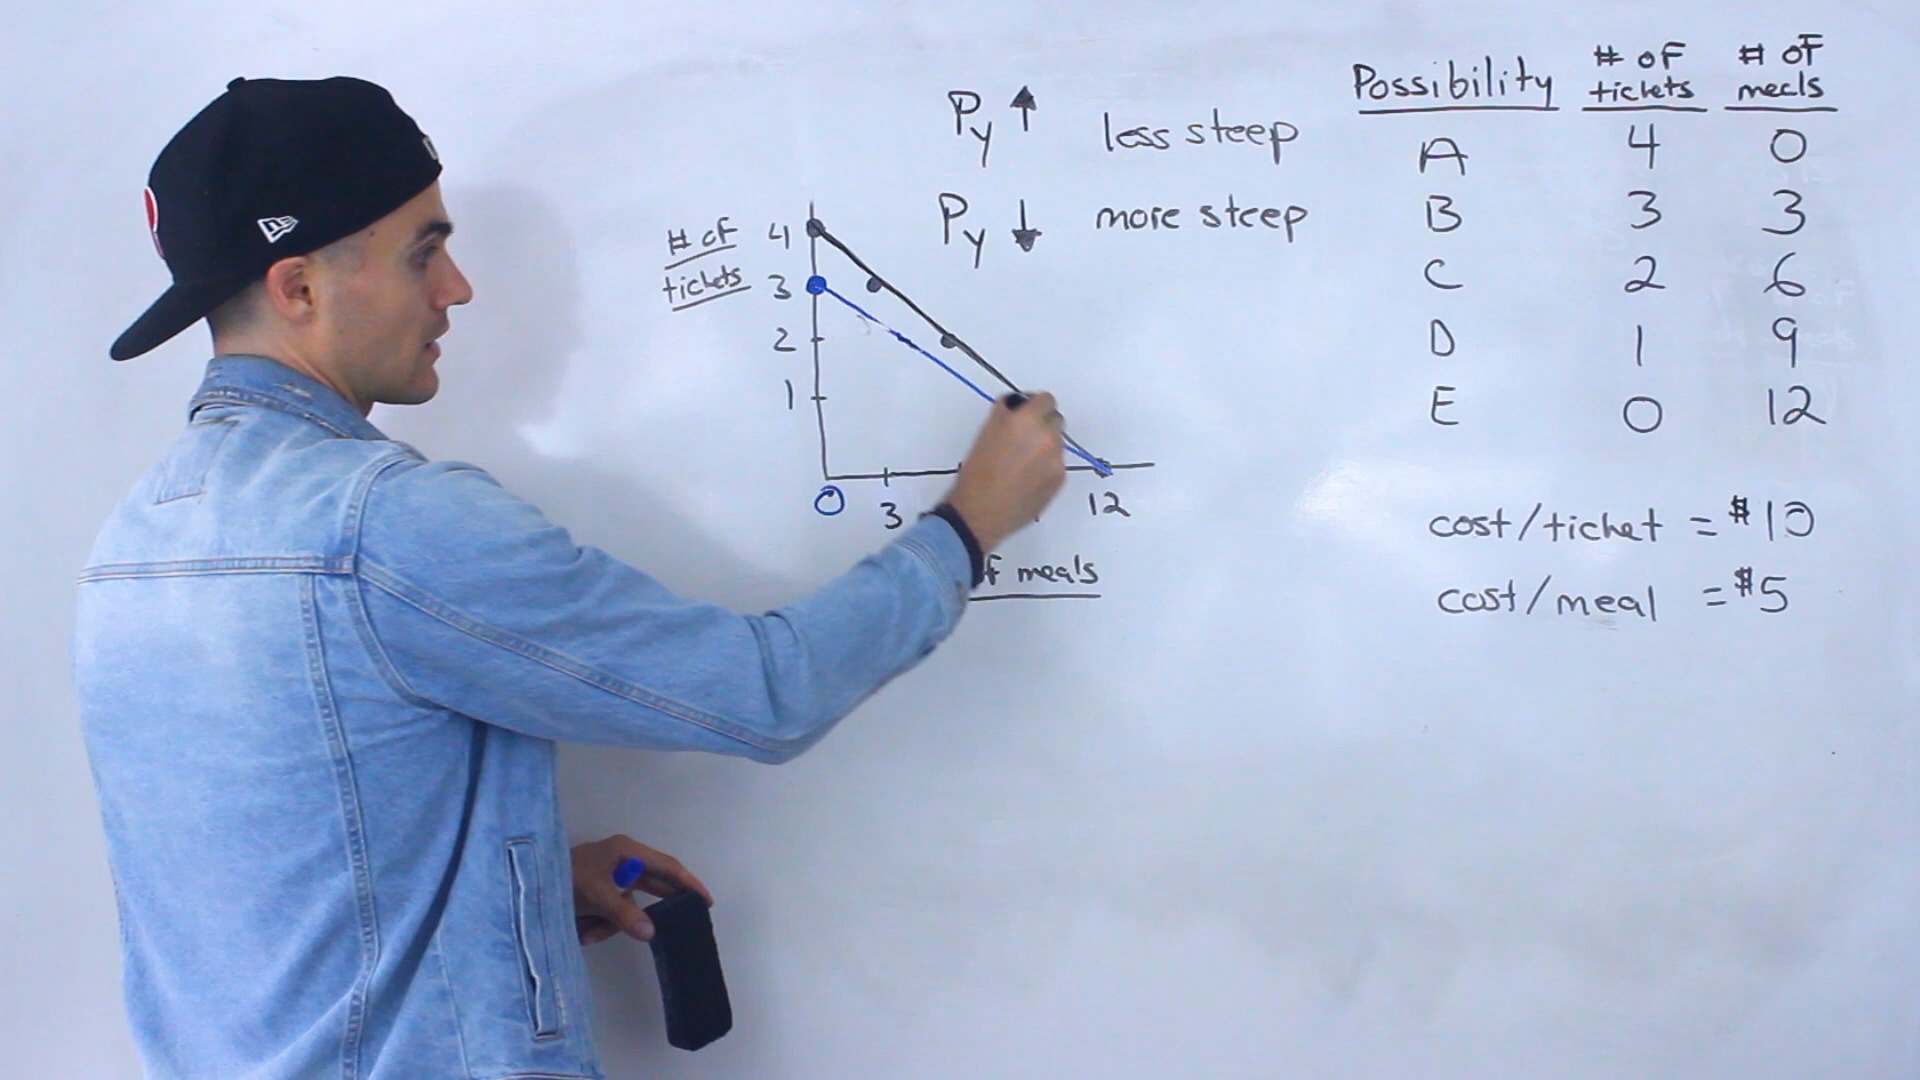 Py ↑ less steep
Py ↓ more steep
# of
tickets
4
3
2
1
0 3 12
f meals
Possibility # of tickets # of meals
A 4 0
B 3 3
C 2 6
D 1 9
E 0 12
cost/ticket = $10
cost/meal = $5